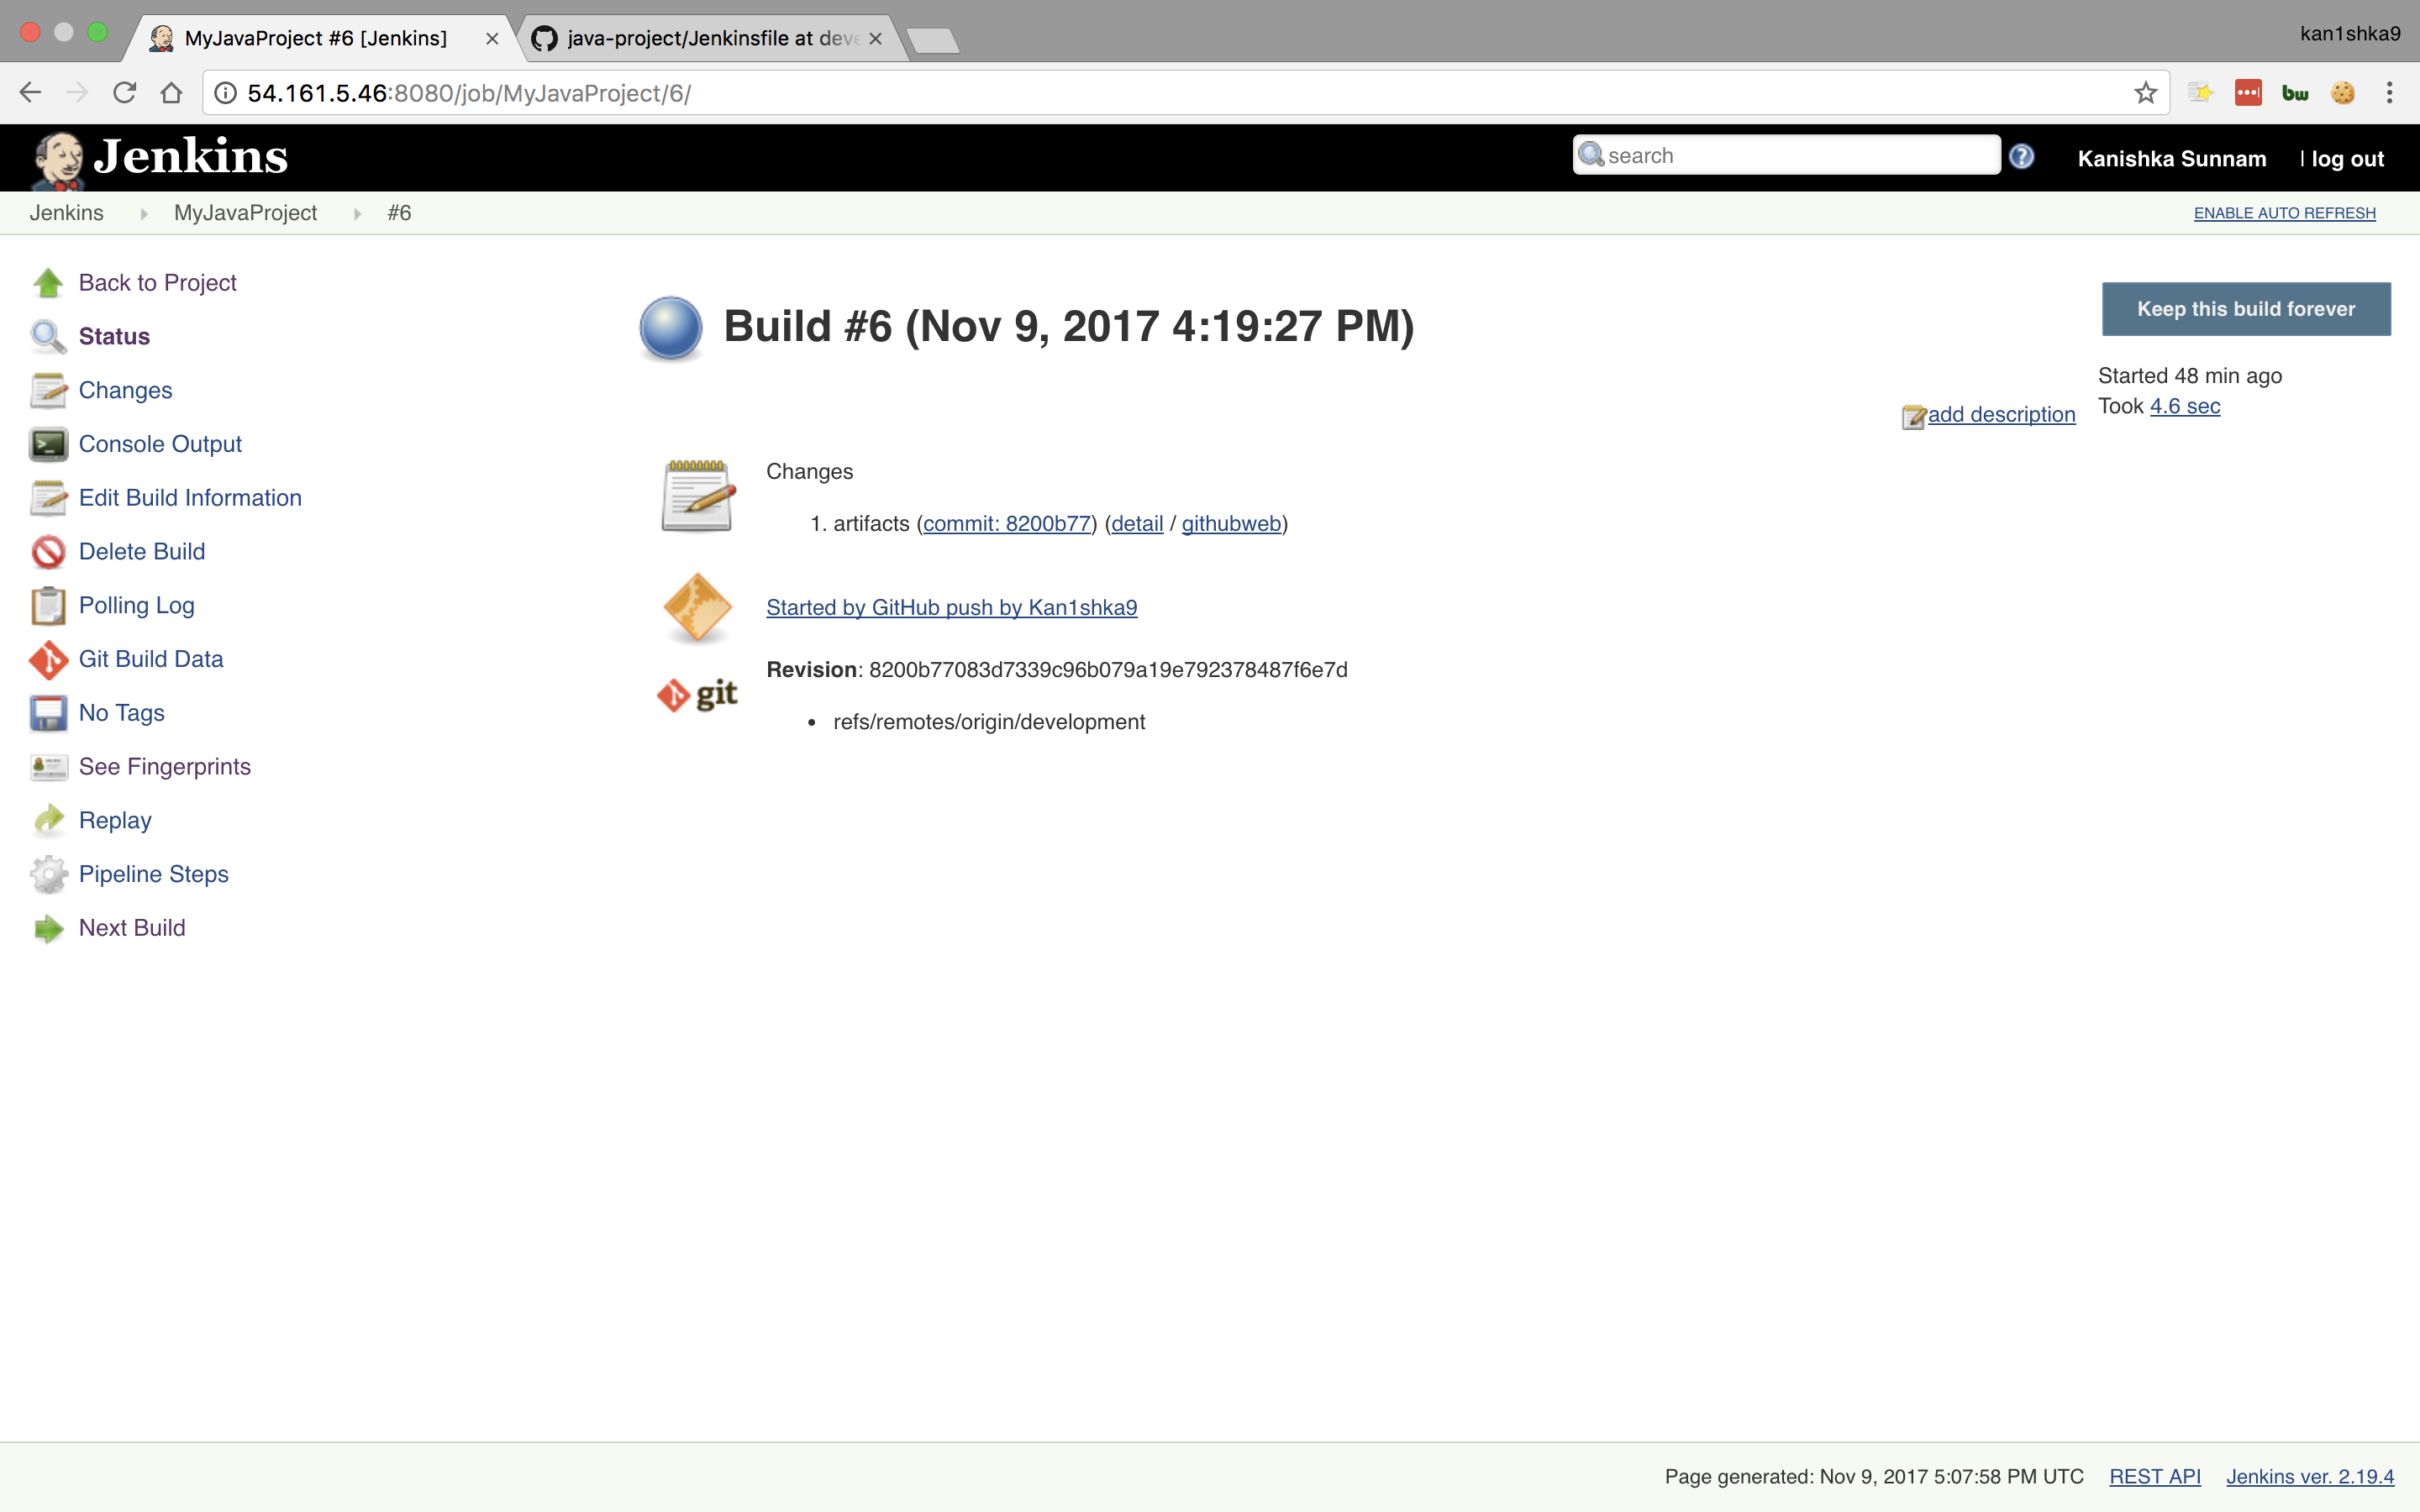 MyJavaProject #6 [Jenkins]
java-project/Jenkinsfile at deve
kan1shka9
54.161.5.46:8080/job/MyJavaProject/6/
bw
Jenkins
search
Kanishka Sunnam
| log out
Jenkins
MyJavaProject
#6
ENABLE AUTO REFRESH
Back to Project
Status
Changes
Console Output
Edit Build Information
Delete Build
Polling Log
Git Build Data
No Tags
See Fingerprints
Replay
Pipeline Steps
Next Build
Build #6 (Nov 9, 2017 4:19:27 PM)
Keep this build forever
Started 48 min ago
Took 4.6 sec
add description
Changes
1. artifacts (commit: 8200b77) (detail / githubweb)
Started by GitHub push by Kan1shka9
git
Revision: 8200b77083d7339c96b079a19e792378487f6e7d
• refs/remotes/origin/development
Page generated: Nov 9, 2017 5:07:58 PM UTC
REST API
Jenkins ver. 2.19.4